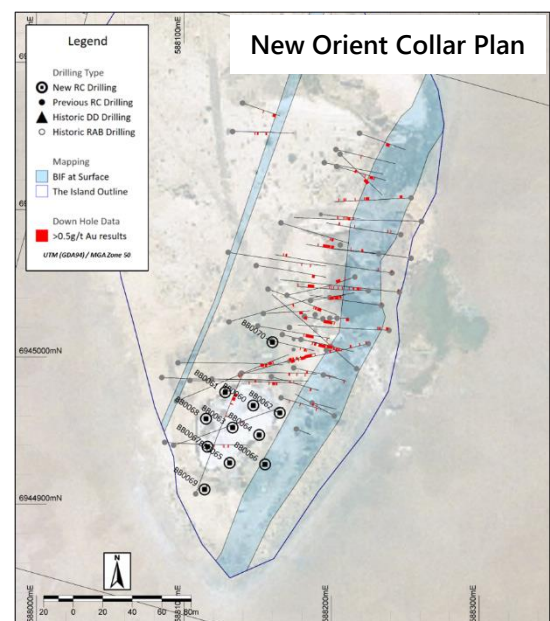 New Orient Collar Plan
588100mE
Legend
Drilling Type
New RC Drilling
Previous RC Drilling
Historic DD Drilling
Historic RAB Drilling
Mapping
BIF at Surface
The Island Outline
Down Hole Data
>0.5g/t Au results
UTM (GDA94) / MGA Zone 50
BB0070
6945000mN
BB0061
BB0060
BB0062
BB0068
BB0063
BB0064
BB0066
BB0069
6944900mN
N
20 0 20 40 60 80m
588000mE
588100mE
588200mE
588300mE